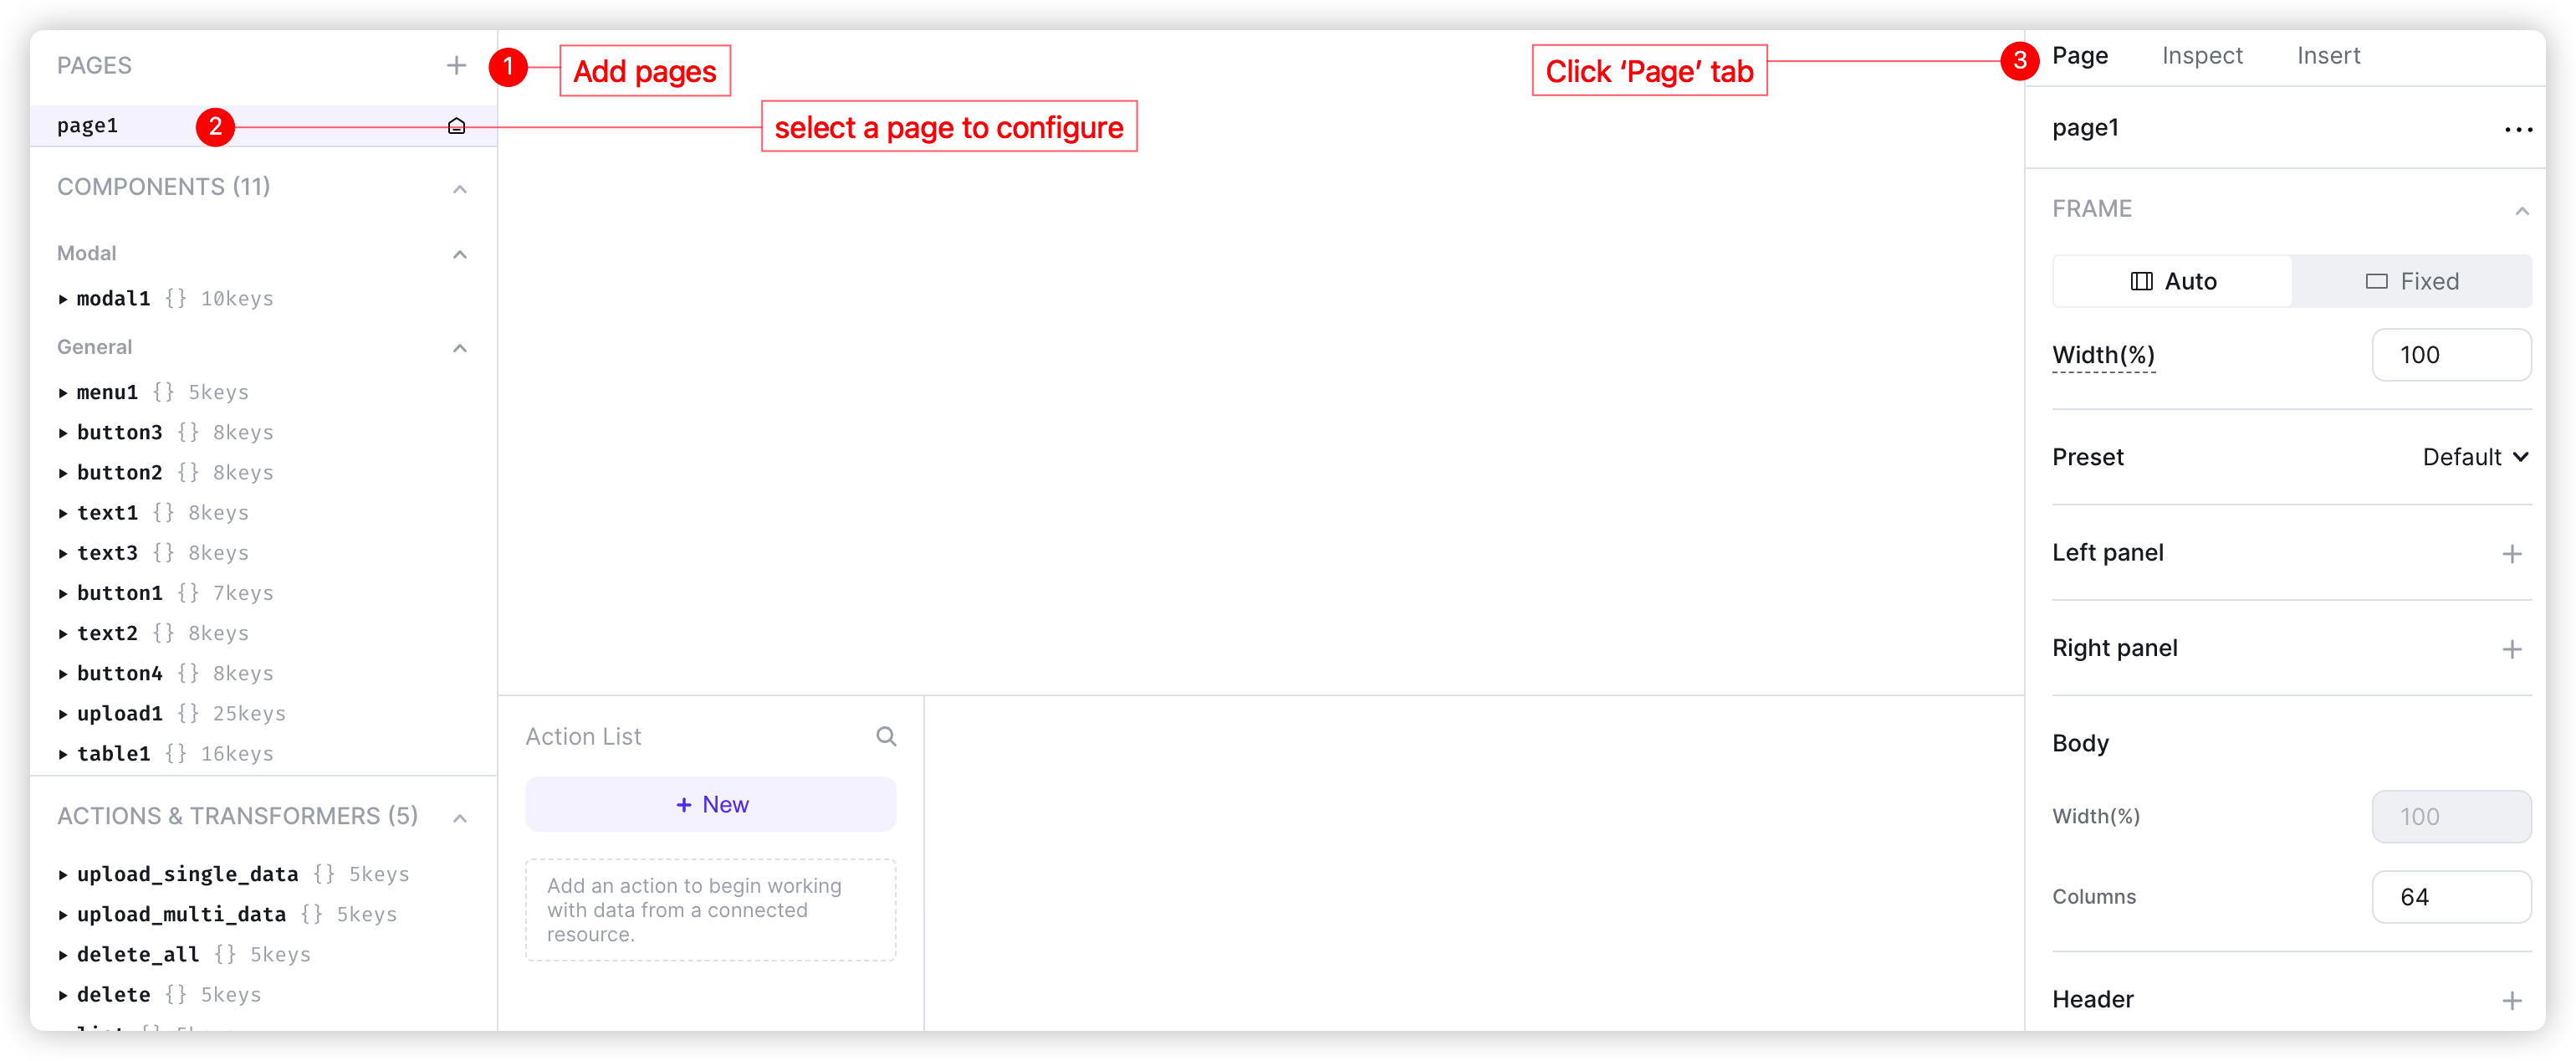 PAGES
1
Add pages
page1
2
select a page to configure
COMPONENTS (11)
Modal
modal1 {} 10keys
General
menu1 {} 5keys
button3 {} 8keys
button2 {} 8keys
text1 {} 8keys
text3 {} 8keys
button1 {} 7keys
text2 {} 8keys
button4 {} 8keys
upload1 {} 25keys
table1 {} 16keys
ACTIONS & TRANSFORMERS (5)
upload_single_data {} 5keys
upload_multi_data {} 5keys
delete_all {} 5keys
delete {} 5keys
Action List
+ New
Add an action to begin working
with data from a connected
resource.
Click ‘Page’ tab
3
Page Inspect Insert
page1
FRAME
Auto Fixed
Width(%) 100
Preset Default
Left panel
Right panel
Body
Width(%) 100
Columns 64
Header